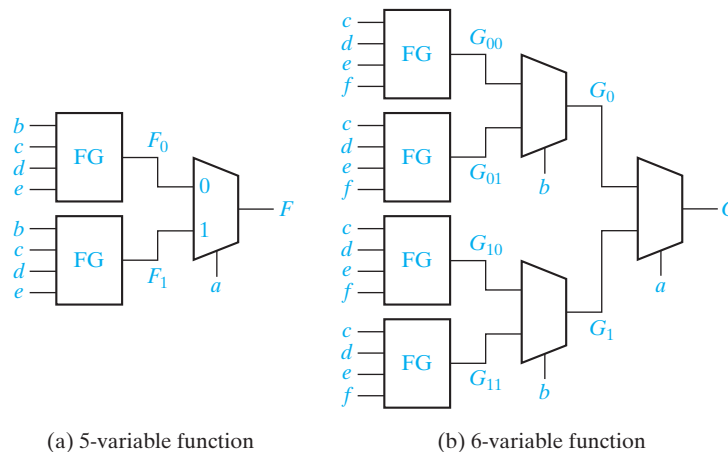 b
c
d
e
FG
F0
b
c
d
e
FG
F1
0
1
a
F
(a) 5-variable function
c
d
e
f
FG
G00
c
d
e
f
FG
G01
b
G0
c
d
e
f
FG
G10
c
d
e
f
FG
G11
b
G1
a
(b) 6-variable function